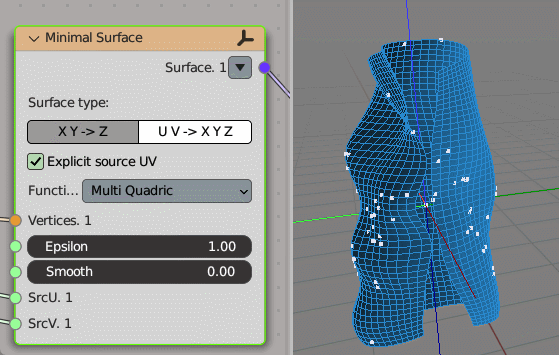 Minimal Surface
Surface. 1
Surface type:
X Y -> Z U V -> X Y Z
Explicit source UV
Functi... Multi Quadric
Vertices. 1
Epsilon 1.00
Smooth 0.00
SrcU. 1
SrcV. 1